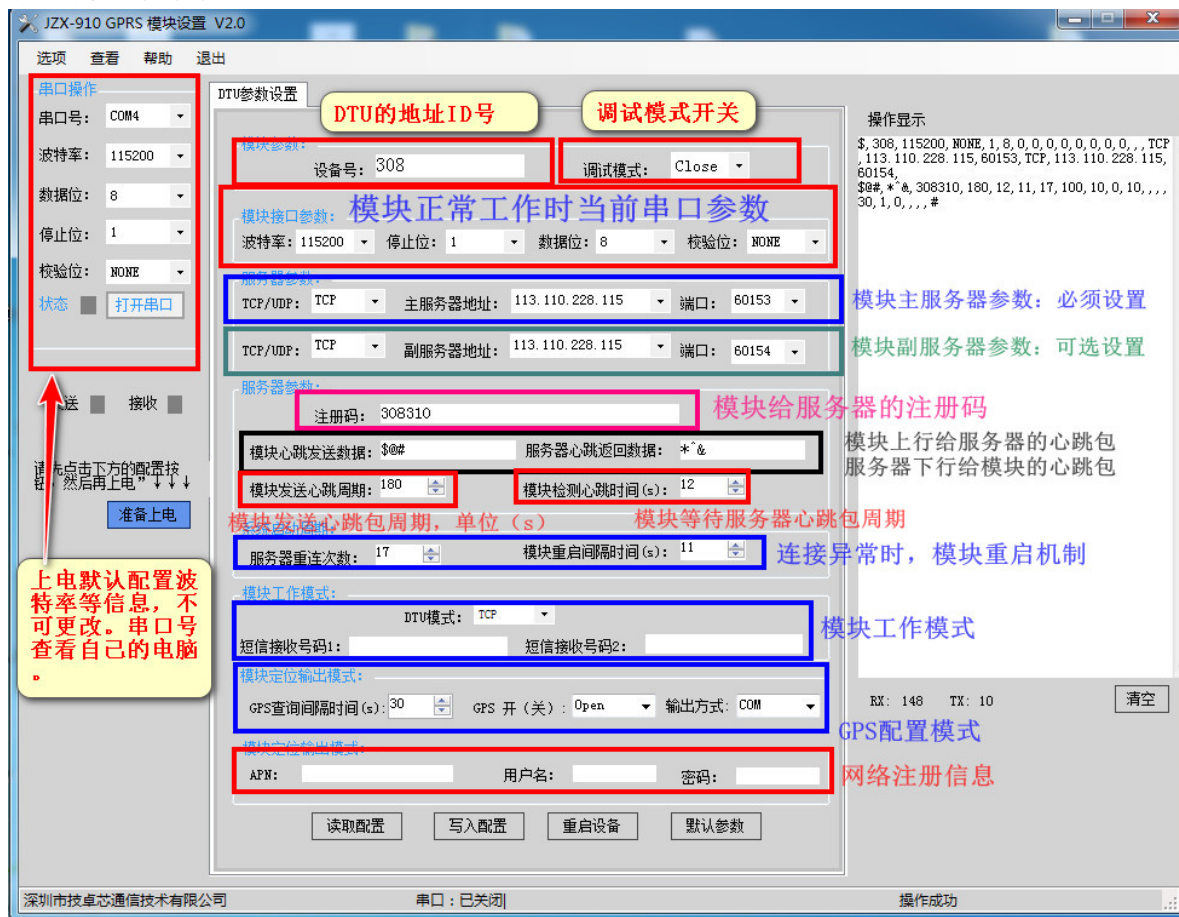 JZX-910 GPRS 模块设置 V2.0
选项 查看 帮助 退出
串口操作
串口号: COM4
波特率: 115200
数据位: 8
停止位: 1
校验位: NONE
状态 打开串口
送 接收
请先点击下方的配置按
钮，然后再上电”↓↓↓
准备上电
上电默认配置波
特率等信息，不
可更改。串口号
查看自己的电脑
。
DTU参数设置
DTU的地址ID号
调试模式开关
模块参数:
设备号: 308
调试模式: Close
模块接口参数:
模块正常工作时当前串口参数
波特率: 115200 停止位: 1 数据位: 8 校验位: NONE
服务器参数:
TCP/UDP: TCP 主服务器地址: 113.110.228.115 端口: 60153
模块主服务器参数：必须设置
TCP/UDP: TCP 副服务器地址: 113.110.228.115 端口: 60154
模块副服务器参数：可选设置
服务器参数:
注册码: 308310
模块给服务器的注册码
模块心跳发送数据: $@# 服务器心跳返回数据: *^&
模块上行给服务器的心跳包
服务器下行给模块的心跳包
模块发送心跳周期: 180 模块检测心跳时间(s): 12
模块发送心跳包周期，单位（s） 模块等待服务器心跳包周期
系统启动周期:
服务器重连次数: 17 模块重启间隔时间(s): 11
连接异常时，模块重启机制
模块工作模式:
DTU模式: TCP
短信接收号码1: 短信接收号码2:
模块工作模式
模块定位输出模式:
GPS查询间隔时间(s): 30 GPS 开（关）: Open 输出方式: COM
GPS配置模式
模块定位输出模式:
APN: 用户名: 密码:
网络注册信息
读取配置 写入配置 重启设备 默认参数
操作显示
$,308,115200,NONE,1,8,0,0,0,0,0,0,0,0,,,TCP
,113.110.228.115,60153,TCP,113.110.228.115,
60154,
$@#,*^&,308310,180,12,11,17,100,10,0,10,,,,
30,1,0,,,,#
RX: 148 TX: 10 清空
深圳市技卓芯通信技术有限公司 串口：已关闭 操作成功